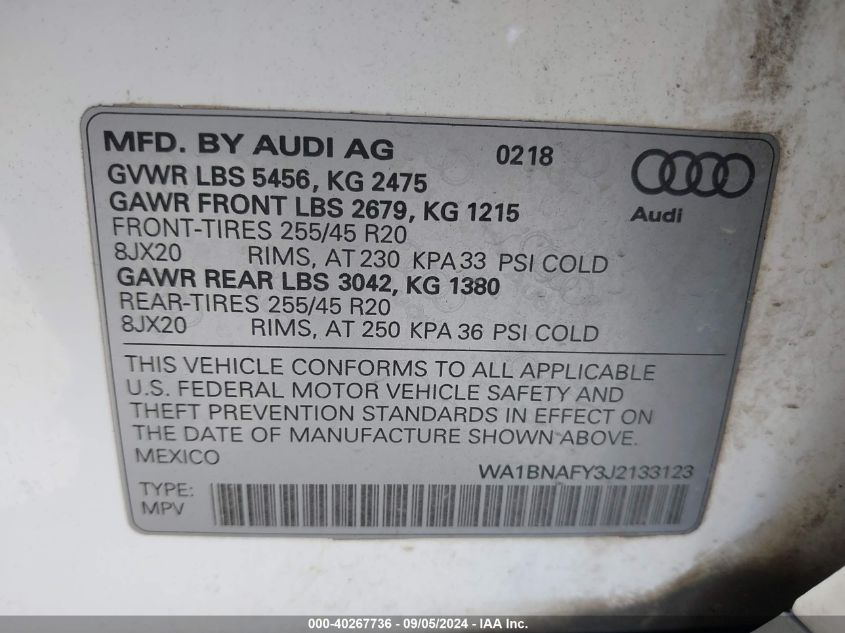 MFD. BY AUDI AG 0218
GVWR LBS 5456, KG 2475
GAWR FRONT LBS 2679, KG 1215
Audi
FRONT-TIRES 255/45 R20
8JX20 RIMS, AT 230 KPA 33 PSI COLD
GAWR REAR LBS 3042, KG 1380
REAR-TIRES 255/45 R20
8JX20 RIMS, AT 250 KPA 36 PSI COLD
THIS VEHICLE CONFORMS TO ALL APPLICABLE
U.S. FEDERAL MOTOR VEHICLE SAFETY AND
THEFT PREVENTION STANDARDS IN EFFECT ON
THE DATE OF MANUFACTURE SHOWN ABOVE.
MEXICO WA1BNAFY3J2133123
TYPE:
MPV
000-40267736 - 09/05/2024 - IAA Inc.